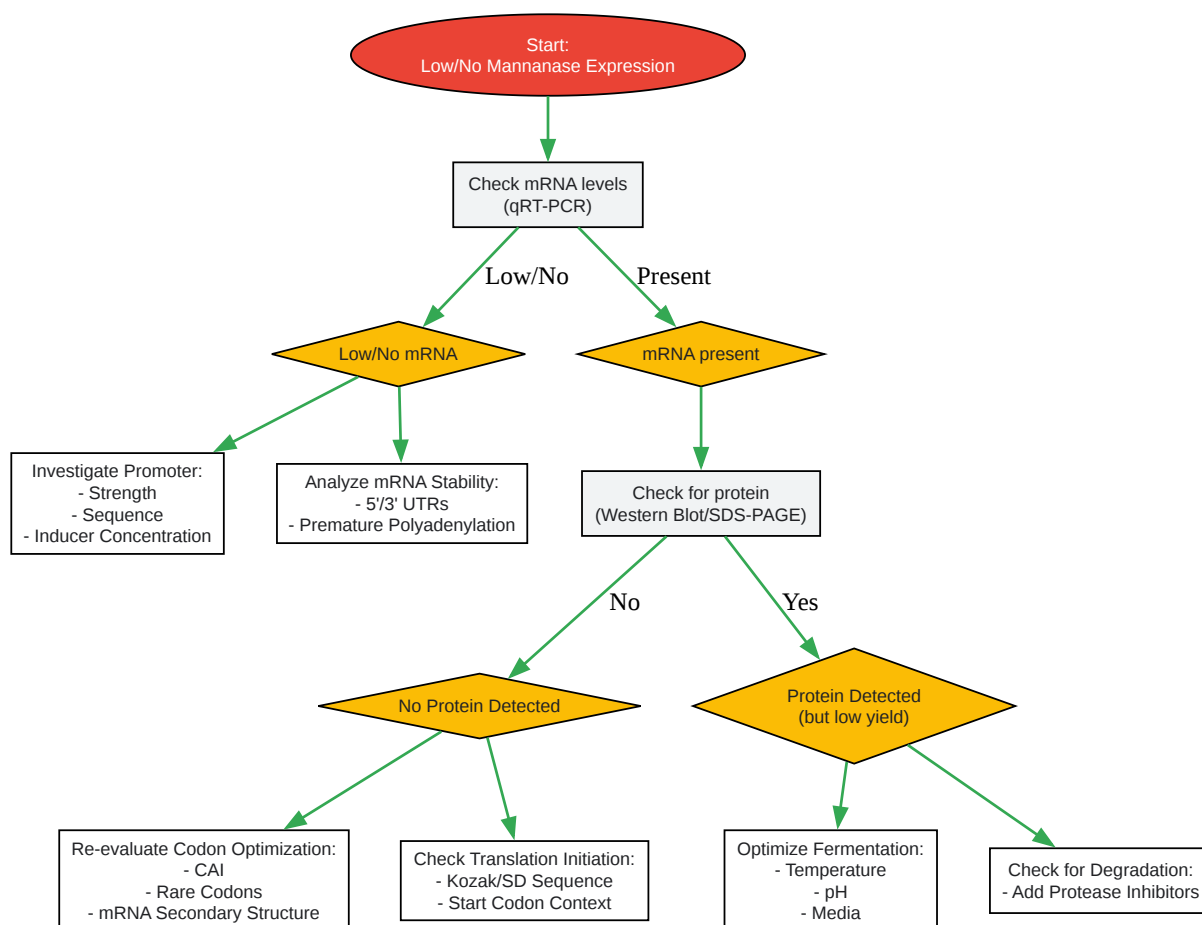 Start:
Low/No Mannanase Expression
Check mRNA levels
(qRT-PCR)
Low/No
Present
Low/No mRNA
mRNA present
Investigate Promoter:
- Strength
- Sequence
- Inducer Concentration
Analyze mRNA Stability:
- 5'/3' UTRs
- Premature Polyadenylation
Check for protein
(Western Blot/SDS-PAGE)
No
Yes
No Protein Detected
Protein Detected
(but low yield)
Re-evaluate Codon Optimization:
- CAI
- Rare Codons
- mRNA Secondary Structure
Check Translation Initiation:
- Kozak/SD Sequence
- Start Codon Context
Optimize Fermentation:
- Temperature
- pH
- Media
Check for Degradation:
- Add Protease Inhibitors